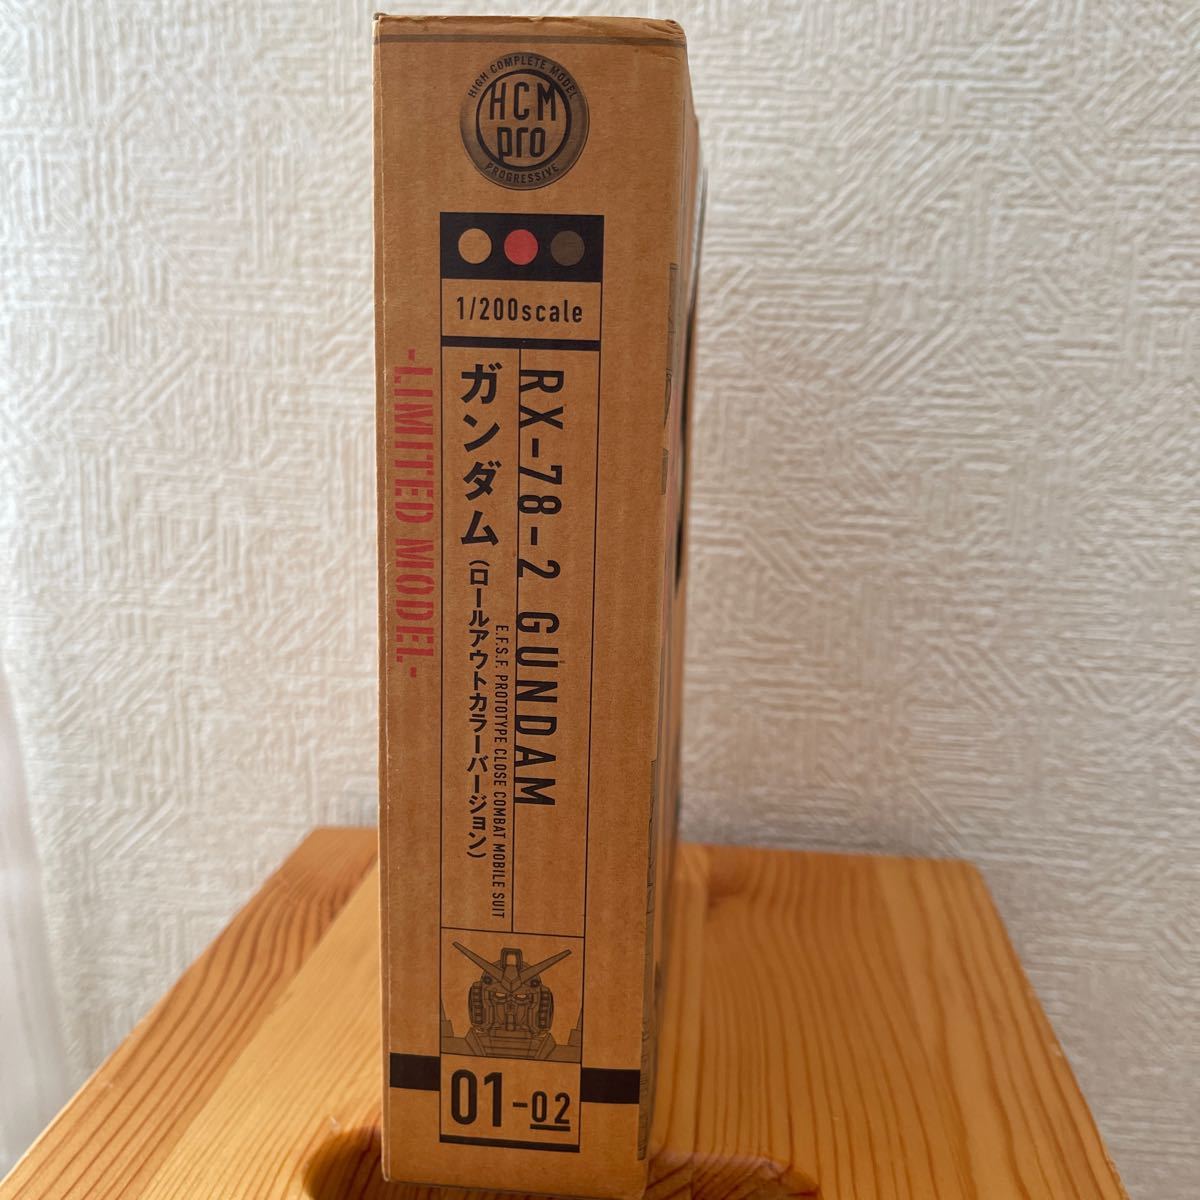 HIGH COMPLETE MODEL
HCM
pro
PROGRESSIVE
1/200scale
RX-78-2 GUNDAM
E.F.S.F. PROTOTYPE CLOSE COMBAT MOBILE SUIT
ガンダム(ロールアウトカラーバージョン)
-LIMITED MODEL-
01-02